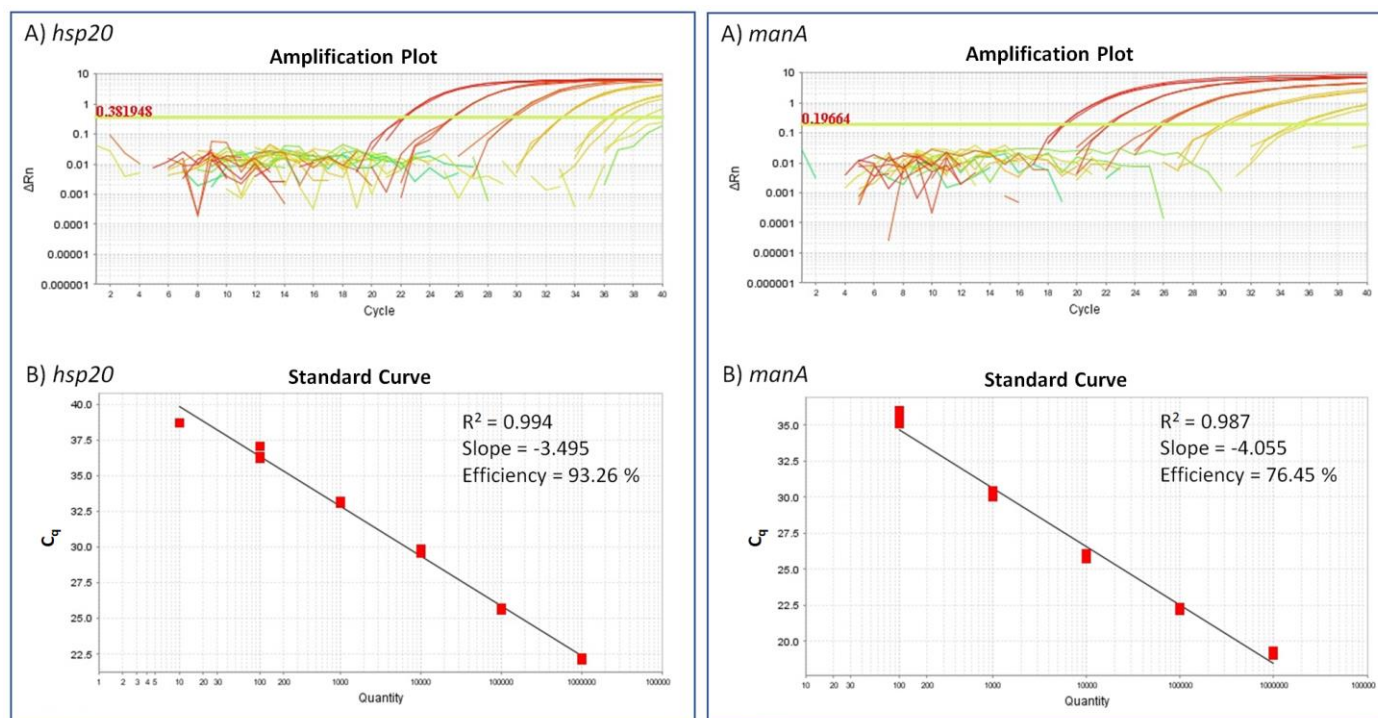 A) hsp20
Amplification Plot
10
1
0.381948
0.1
0.01
0.001
0.0001
0.00001
0.000001
ΔRn
2 4 6 8 10 12 14 16 18 20 22 24 26 28 30 32 34 36 38 40
Cycle
B) hsp20
Standard Curve
R² = 0.994
Slope = -3.495
Efficiency = 93.26 %
40.0
37.5
35.0
32.5
30.0
27.5
25.0
22.5
Cq
1 2 3 4 5 10 20 30 100 200 1000 10000 100000 1000000 100000
Quantity
A) manA
Amplification Plot
10
1
0.19664
0.1
0.01
0.001
0.0001
0.00001
0.000001
ΔRn
2 4 6 8 10 12 14 16 18 20 22 24 26 28 30 32 34 36 38 40
Cycle
B) manA
Standard Curve
R² = 0.987
Slope = -4.055
Efficiency = 76.45 %
35.0
32.5
30.0
27.5
25.0
22.5
20.0
Cq
10 20 30 100 200 1000 10000 100000 1000000 100000
Quantity